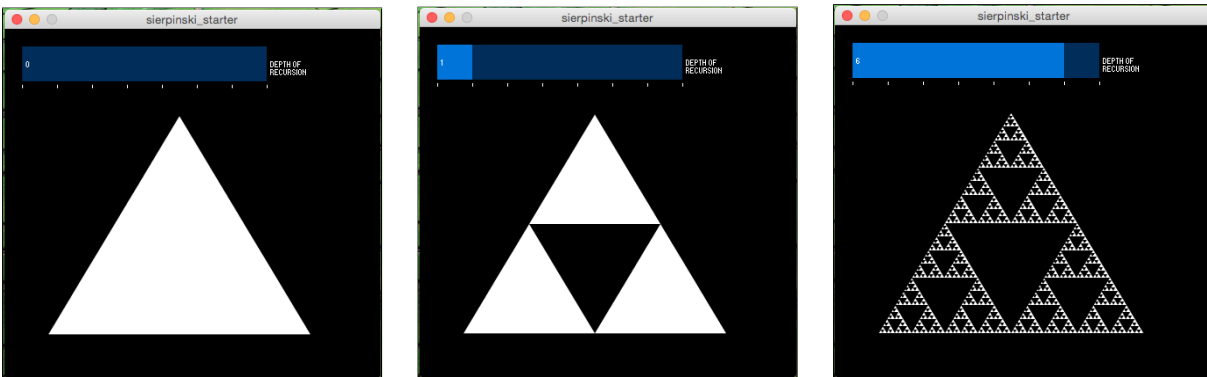 sierpinski_starter
0
DEPTH OF
RECURSION
sierpinski_starter
1
DEPTH OF
RECURSION
sierpinski_starter
6
DEPTH OF
RECURSION